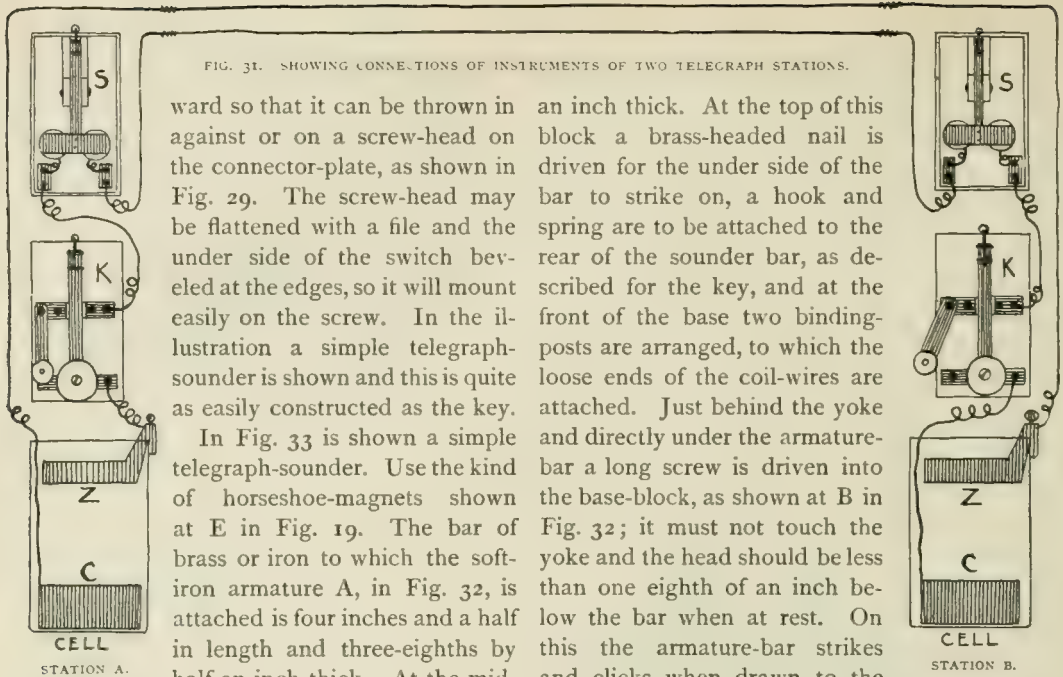 FIG. 31. SHOWING CONNECTIONS OF INSTRUMENTS OF TWO TELEGRAPH STATIONS.
S
K
Z
C
CELL
STATION A.
ward so that it can be thrown in
against or on a screw-head on
the connector-plate, as shown in
Fig. 29. The screw-head may
be flattened with a file and the
under side of the switch bev-
eled at the edges, so it will mount
easily on the screw. In the il-
lustration a simple telegraph-
sounder is shown and this is quite
as easily constructed as the key.
In Fig. 33 is shown a simple
telegraph-sounder. Use the kind
of horseshoe-magnets shown
at E in Fig. 19. The bar of
brass or iron to which the soft-
iron armature A, in Fig. 32, is
attached is four inches and a half
in length and three-eighths by
half an inch thick. At the mid-
an inch thick. At the top of this
block a brass-headed nail is
driven for the under side of the
bar to strike on, a hook and
spring are to be attached to the
rear of the sounder bar, as de-
scribed for the key, and at the
front of the base two binding-
posts are arranged, to which the
loose ends of the coil-wires are
attached. Just behind the yoke
and directly under the armature-
bar a long screw is driven into
the base-block, as shown at B in
Fig. 32; it must not touch the
yoke and the head should be less
than one eighth of an inch be-
low the bar when at rest. On
this the armature-bar strikes
and clicks when drawn to the
S
K
Z
C
CELL
STATION B.